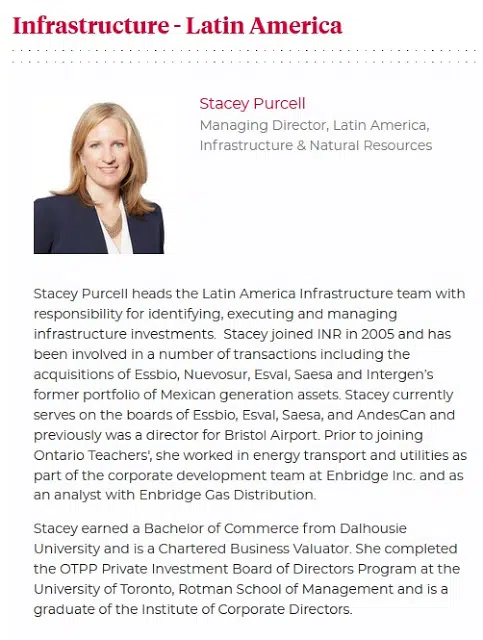 Infrastructure - Latin America
Stacey Purcell
Managing Director, Latin America,
Infrastructure & Natural Resources
Stacey Purcell heads the Latin America Infrastructure team with
responsibility for identifying, executing and managing
infrastructure investments.  Stacey joined INR in 2005 and has
been involved in a number of transactions including the
acquisitions of Essbio, Nuevosur, Esval, Saesa and Intergen's
former portfolio of Mexican generation assets. Stacey currently
serves on the boards of Essbio, Esval, Saesa, and AndesCan and
previously was a director for Bristol Airport. Prior to joining
Ontario Teachers', she worked in energy transport and utilities as
part of the corporate development team at Enbridge Inc. and as
an analyst with Enbridge Gas Distribution.
Stacey earned a Bachelor of Commerce from Dalhousie
University and is a Chartered Business Valuator. She completed
the OTPP Private Investment Board of Directors Program at the
University of Toronto, Rotman School of Management and is a
graduate of the Institute of Corporate Directors.